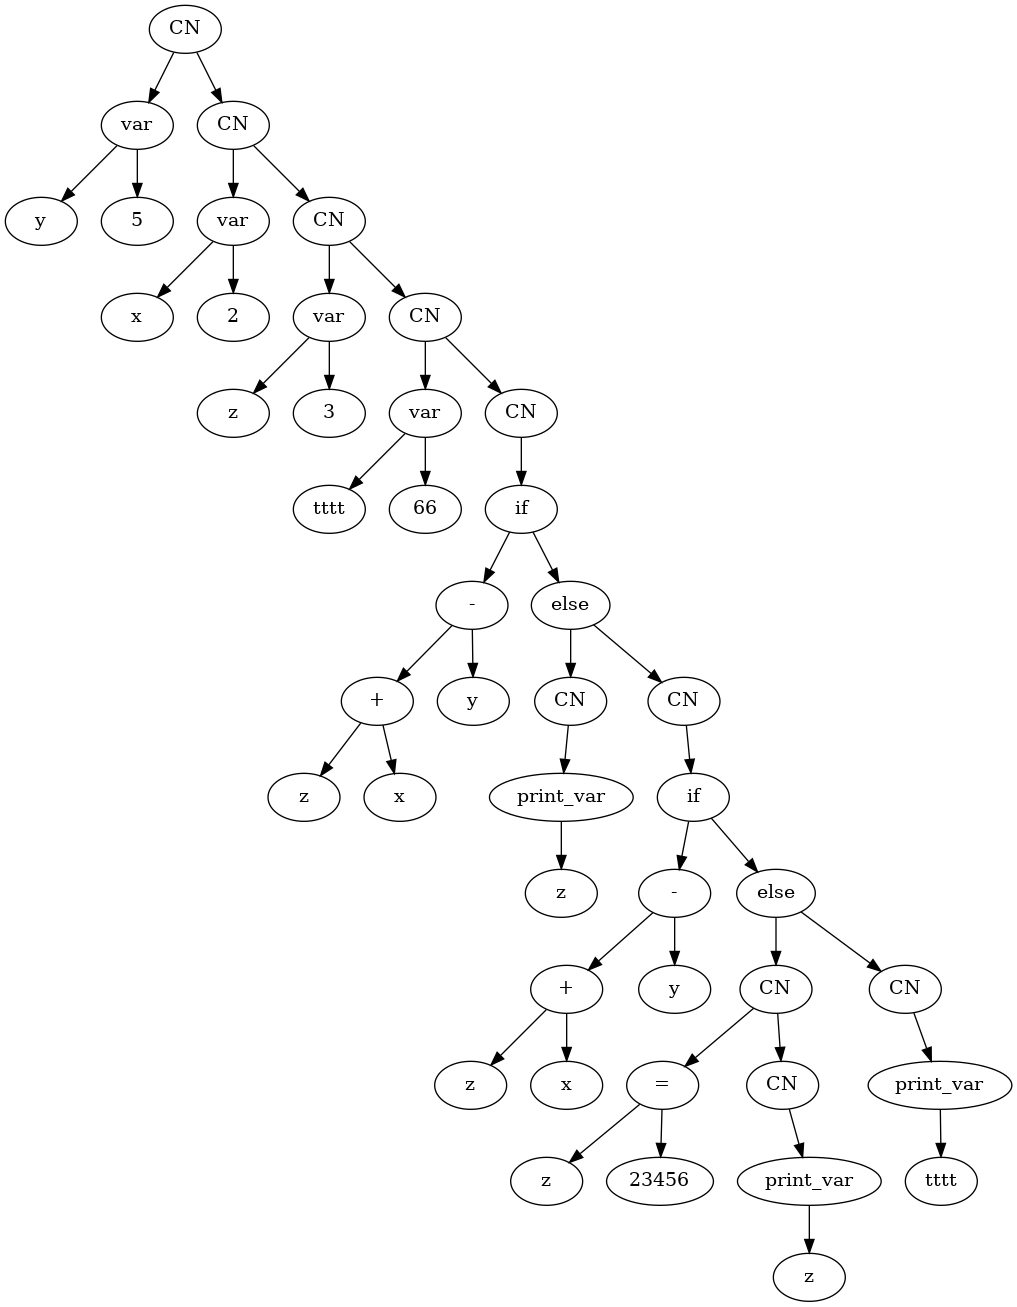 CN
var CN
y 5 var CN
x 2 var CN
z 3 var CN
tttt 66 if
- else
+ y CN CN
z x print_var if
z - else
+ y CN CN
z x = CN print_var
z 23456 print_var tttt
z